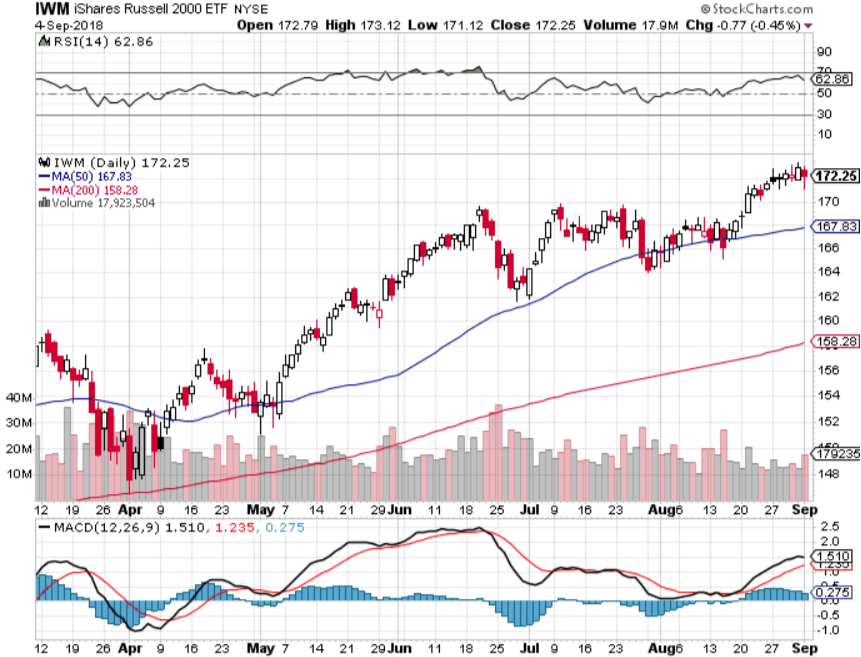 IWM iShares Russell 2000 ETF NYSE © StockCharts.com
4-Sep-2018 Open 172.79 High 173.12 Low 171.12 Close 172.25 Volume 17.9M Chg -0.77 (-0.45%)
RSI(14) 62.86
90
70
62.86
50
30
10
IWM (Daily) 172.25
MA(50) 167.83
MA(200) 158.28
Volume 17,923,504
172.25
170
167.83
166
164
162
160
158.28
156
154
152
150
148
40M
30M
20M
10M
179235
12 19 26 Apr 9 16 23 May 7 14 21 Jun 11 18 25 Jul 9 16 23 Aug 6 13 20 27 Sep
MACD(12,26,9) 1.510, 1.235, 0.275
2.5
2.0
1.510
1.235
1.0
0.275
0.0
-0.5
-1.0
12 19 26 Apr 9 16 23 May 7 14 21 Jun 11 18 25 Jul 9 16 23 Aug 6 13 20 27 Sep